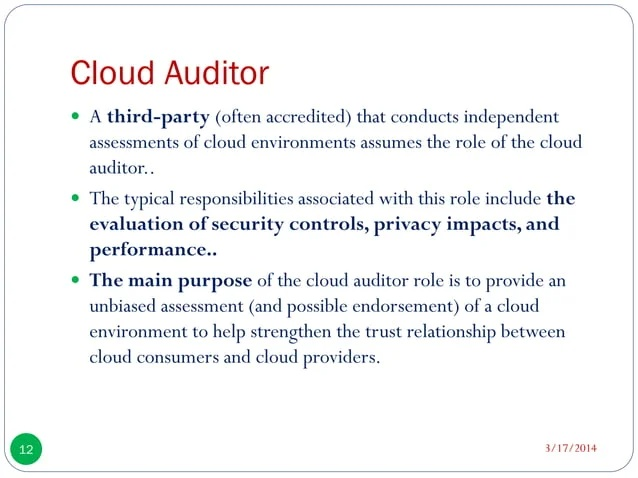 Cloud Auditor
• A third-party (often accredited) that conducts independent
assessments of cloud environments assumes the role of the cloud
auditor..
• The typical responsibilities associated with this role include the
evaluation of security controls, privacy impacts, and
performance..
• The main purpose of the cloud auditor role is to provide an
unbiased assessment (and possible endorsement) of a cloud
environment to help strengthen the trust relationship between
cloud consumers and cloud providers.
12
3/17/2014